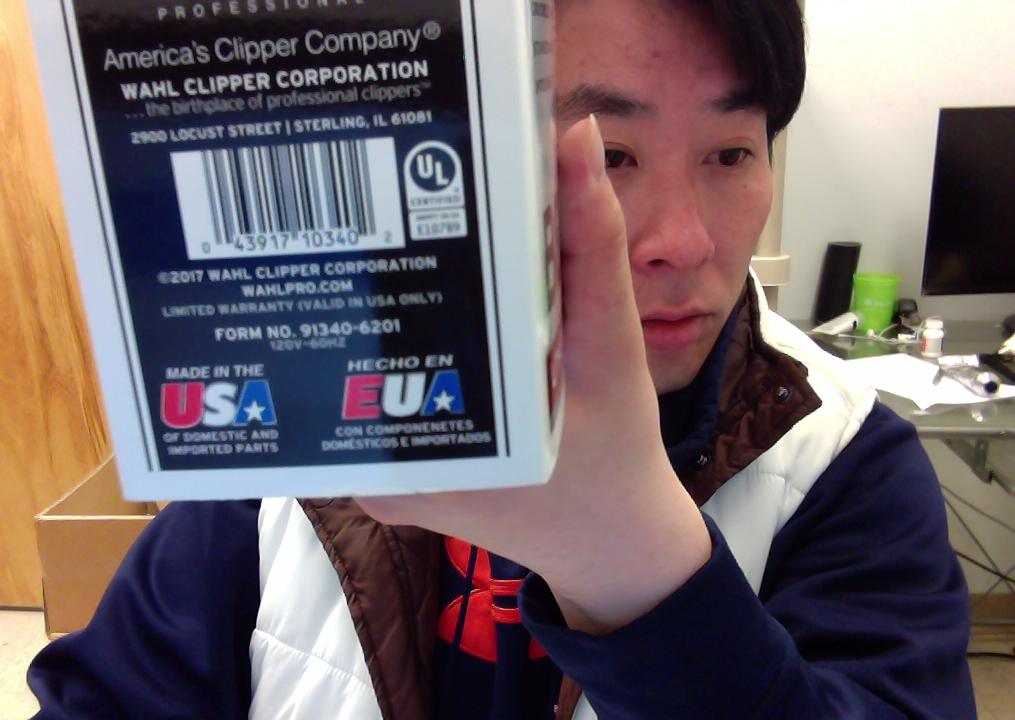 PROFESSIONAL
America's Clipper Company®
WAHL CLIPPER CORPORATION
...the birthplace of professional clippers™
2900 LOCUST STREET | STERLING, IL 61081
UL
®
CERTIFIED
E10789
0 43917 10340 2
©2017 WAHL CLIPPER CORPORATION
WAHLPRO.COM
LIMITED WARRANTY (VALID IN USA ONLY)
FORM NO. 91340-6201
120V~60HZ
MADE IN THE
USA
OF DOMESTIC AND
IMPORTED PARTS
HECHO EN
EUA
CON COMPONENETES
DOMÉSTICOS E IMPORTADOS